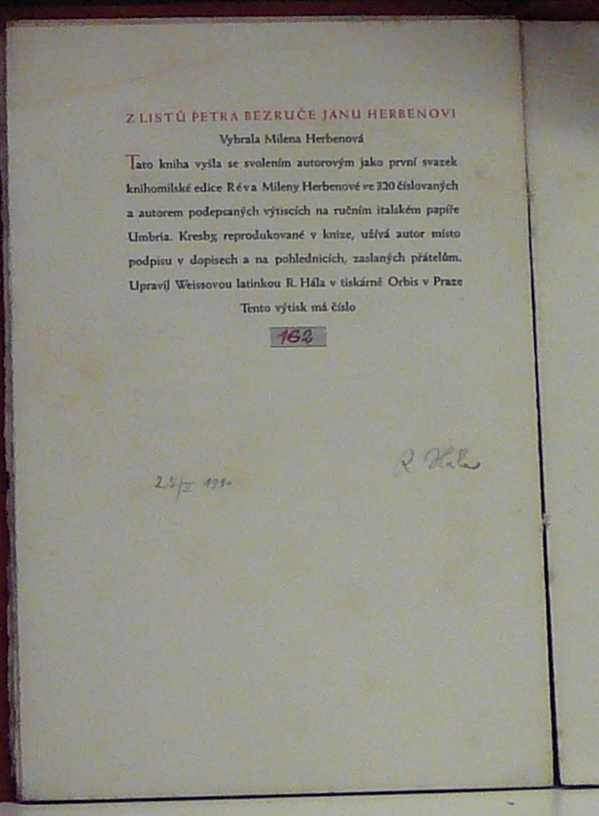 Z LISTŮ PETRA BEZRUČE JANU HERBENOVI
Vybrala Milena Herbenová
Tato kniha vyšla se svolením autorovým jako první svazek
knihomilské edice Réva Mileny Herbenové ve 320 číslovaných
a autorem podepsaných výtiscích na ručním italském papíře
Umbria. Kresby, reprodukované v knize, užívá autor místo
podpisu v dopisech a na pohlednicích, zaslaných přátelům.
Upravil Weissovou latinkou R. Hála v tiskárně Orbis v Praze
Tento výtisk má číslo
162
R Hála